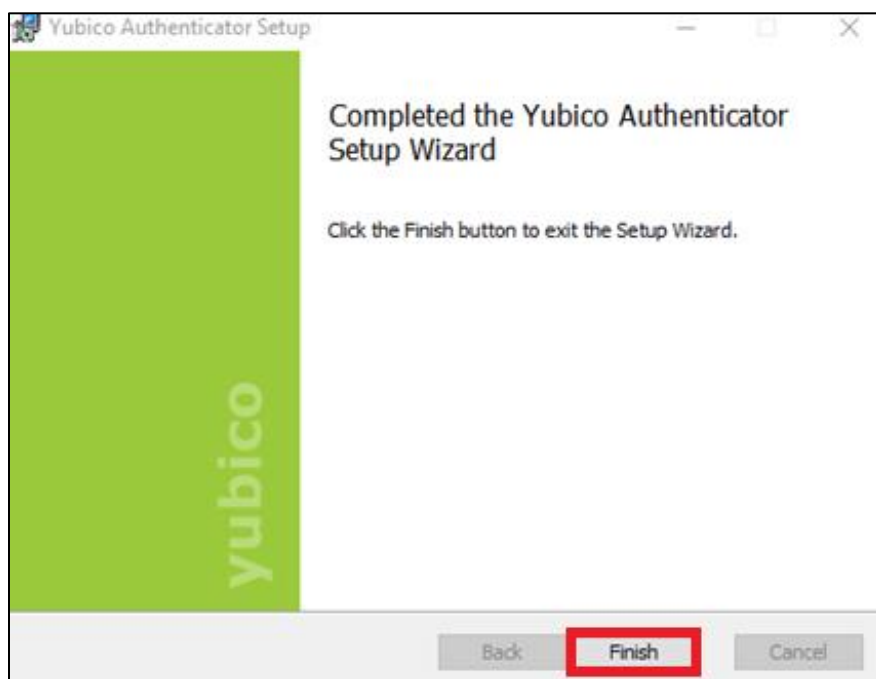 Yubico Authenticator Setup
Completed the Yubico Authenticator
Setup Wizard
Click the Finish button to exit the Setup Wizard.
yubico
Back
Finish
Cancel